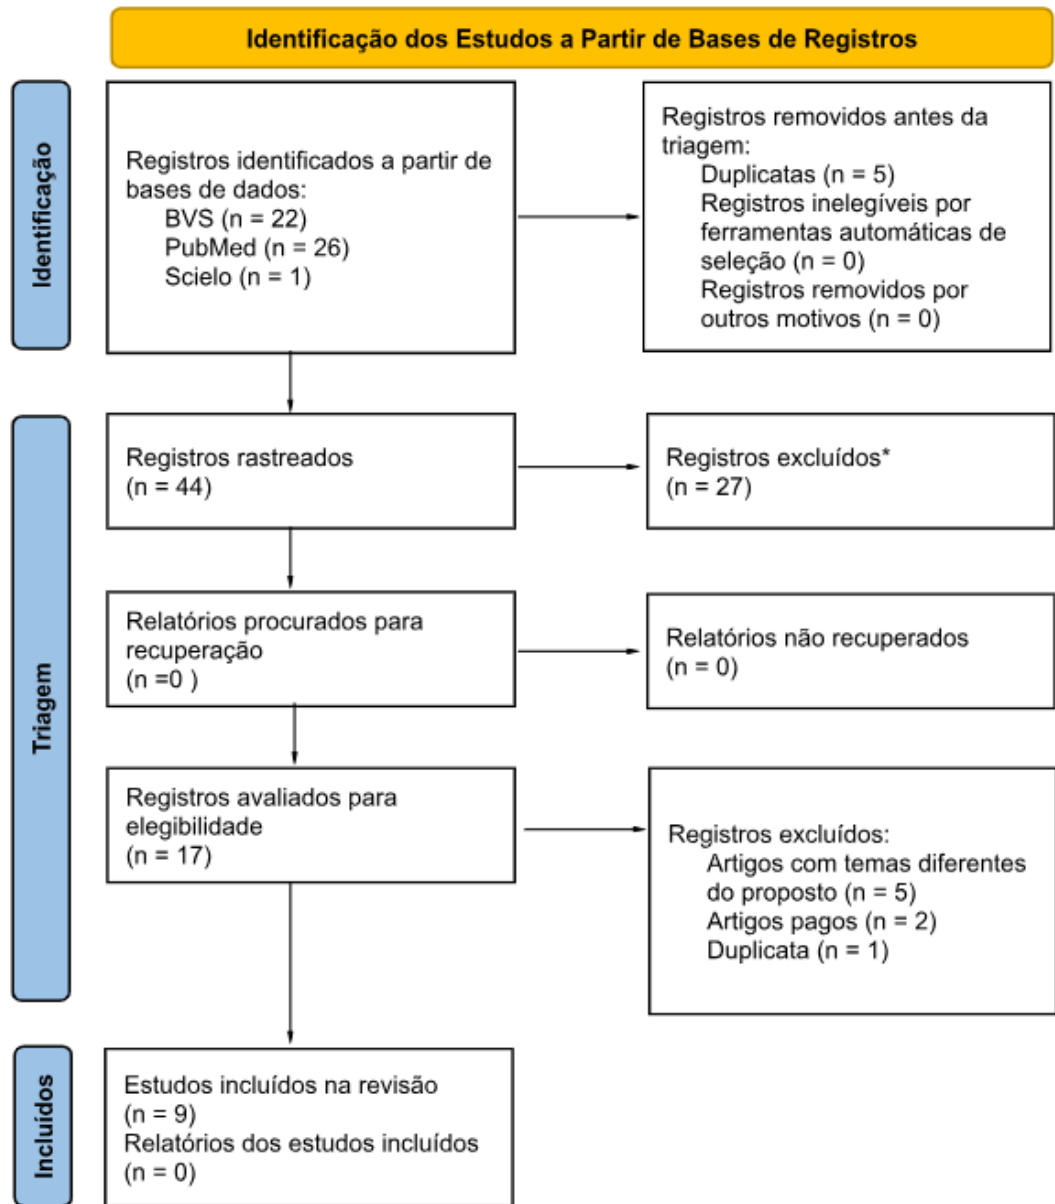 Identificação dos Estudos a Partir de Bases de Registros
Identificação
Registros identificados a partir de
bases de dados:
BVS (n = 22)
PubMed (n = 26)
Scielo (n = 1)
Registros removidos antes da
triagem:
Duplicatas (n = 5)
Registros inelegíveis por
ferramentas automáticas de
seleção (n = 0)
Registros removidos por
outros motivos (n = 0)
Triagem
Registros rastreados
(n = 44)
Registros excluídos*
(n = 27)
Relatórios procurados para
recuperação
(n =0 )
Relatórios não recuperados
(n = 0)
Registros avaliados para
elegibilidade
(n = 17)
Registros excluídos:
Artigos com temas diferentes
do proposto (n = 5)
Artigos pagos (n = 2)
Duplicata (n = 1)
Incluídos
Estudos incluídos na revisão
(n = 9)
Relatórios dos estudos incluídos
(n = 0)